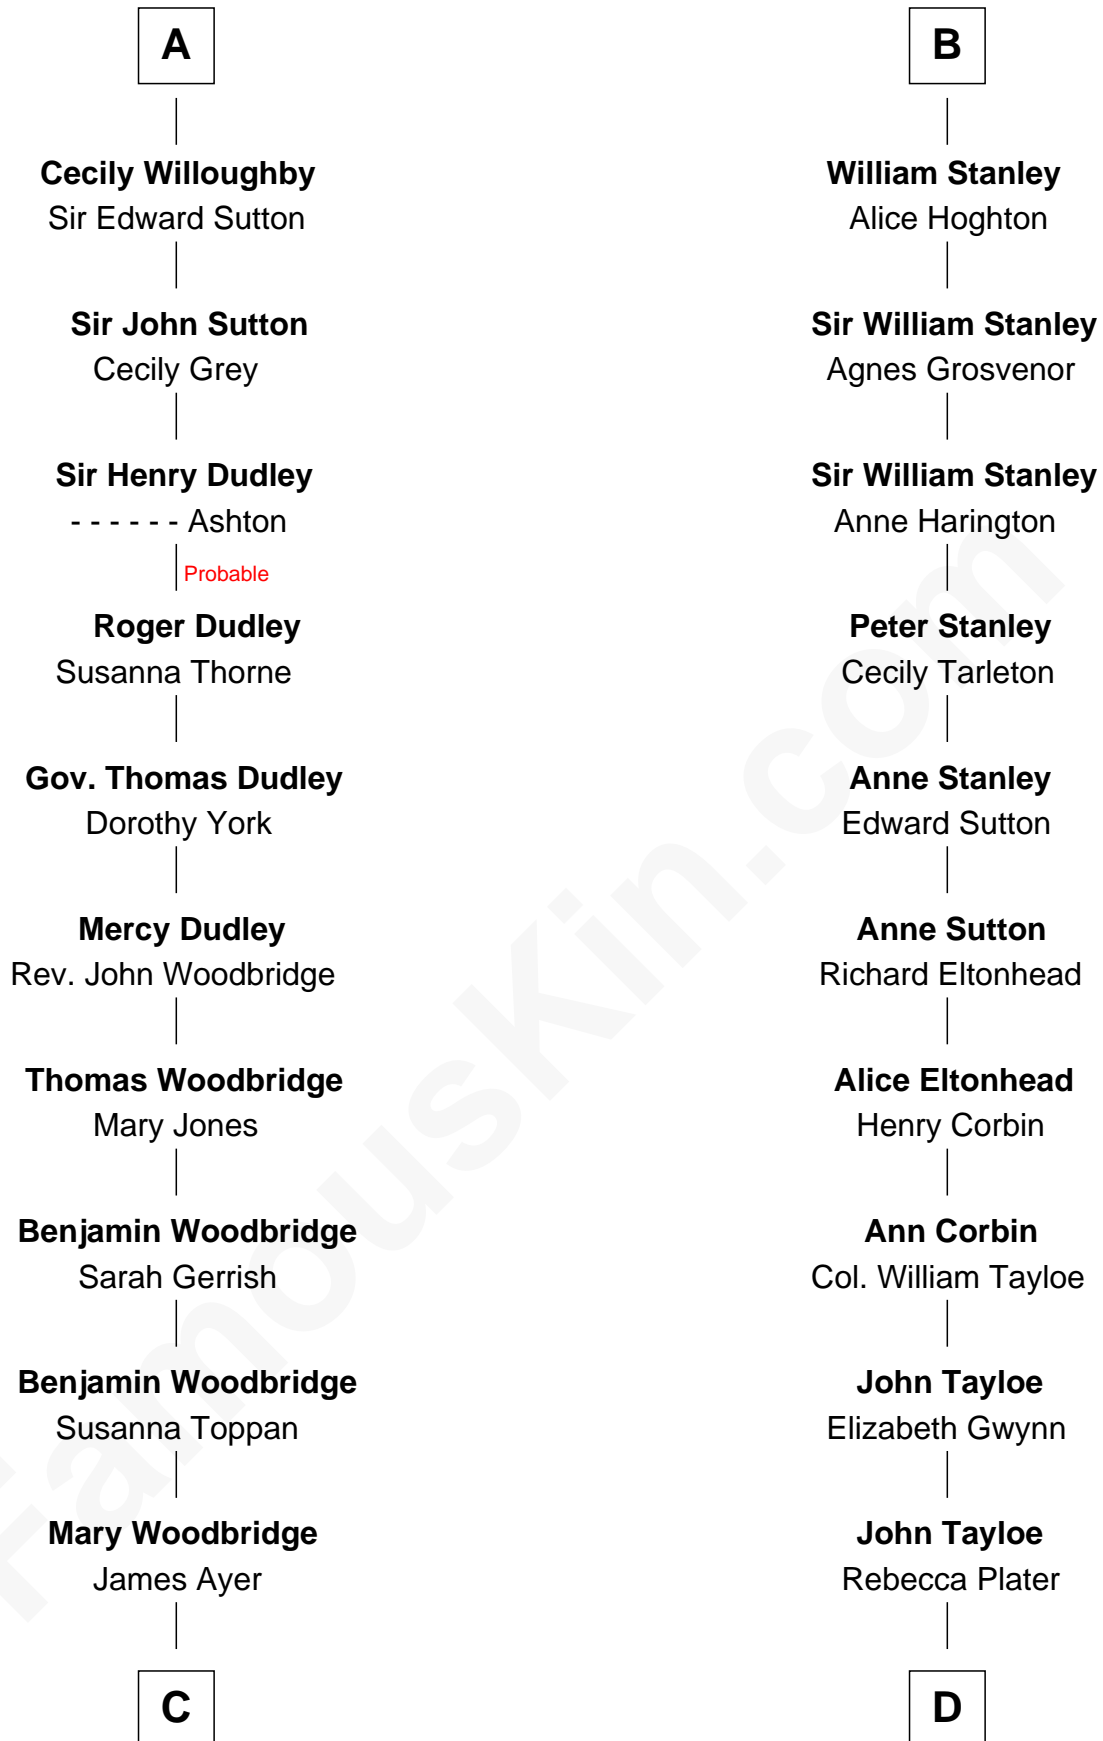 A
Cecily Willoughby
Sir Edward Sutton
Sir John Sutton
Cecily Grey
Sir Henry Dudley
- - - - - - Ashton
Probable
Roger Dudley
Susanna Thorne
Gov. Thomas Dudley
Dorothy York
Mercy Dudley
Rev. John Woodbridge
Thomas Woodbridge
Mary Jones
Benjamin Woodbridge
Sarah Gerrish
Benjamin Woodbridge
Susanna Toppan
Mary Woodbridge
James Ayer
C
B
William Stanley
Alice Hoghton
Sir William Stanley
Agnes Grosvenor
Sir William Stanley
Anne Harington
Peter Stanley
Cecily Tarleton
Anne Stanley
Edward Sutton
Anne Sutton
Richard Eltonhead
Alice Eltonhead
Henry Corbin
Ann Corbin
Col. William Tayloe
John Tayloe
Elizabeth Gwynn
John Tayloe
Rebecca Plater
D
FamousKin.com